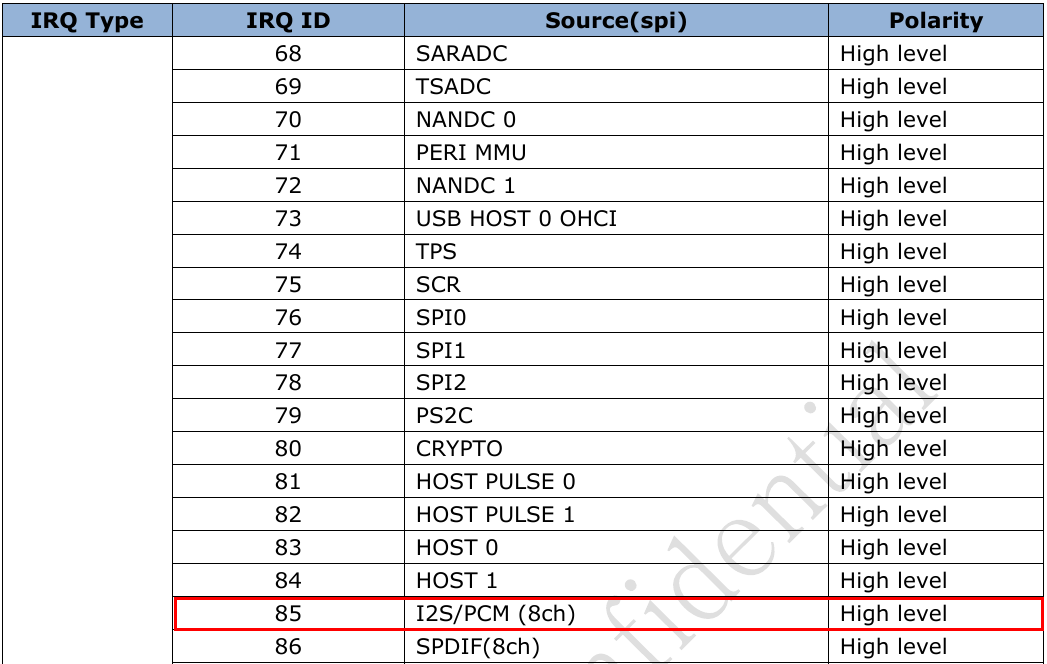 IRQ Type IRQ ID Source(spi) Polarity
68 SARADC High level
69 TSADC High level
70 NANDC 0 High level
71 PERI MMU High level
72 NANDC 1 High level
73 USB HOST 0 OHCI High level
74 TPS High level
75 SCR High level
76 SPI0 High level
77 SPI1 High level
78 SPI2 High level
79 PS2C High level
80 CRYPTO High level
81 HOST PULSE 0 High level
82 HOST PULSE 1 High level
83 HOST 0 High level
84 HOST 1 High level
85 I2S/PCM (8ch) High level
86 SPDIF(8ch) High level
nfidential